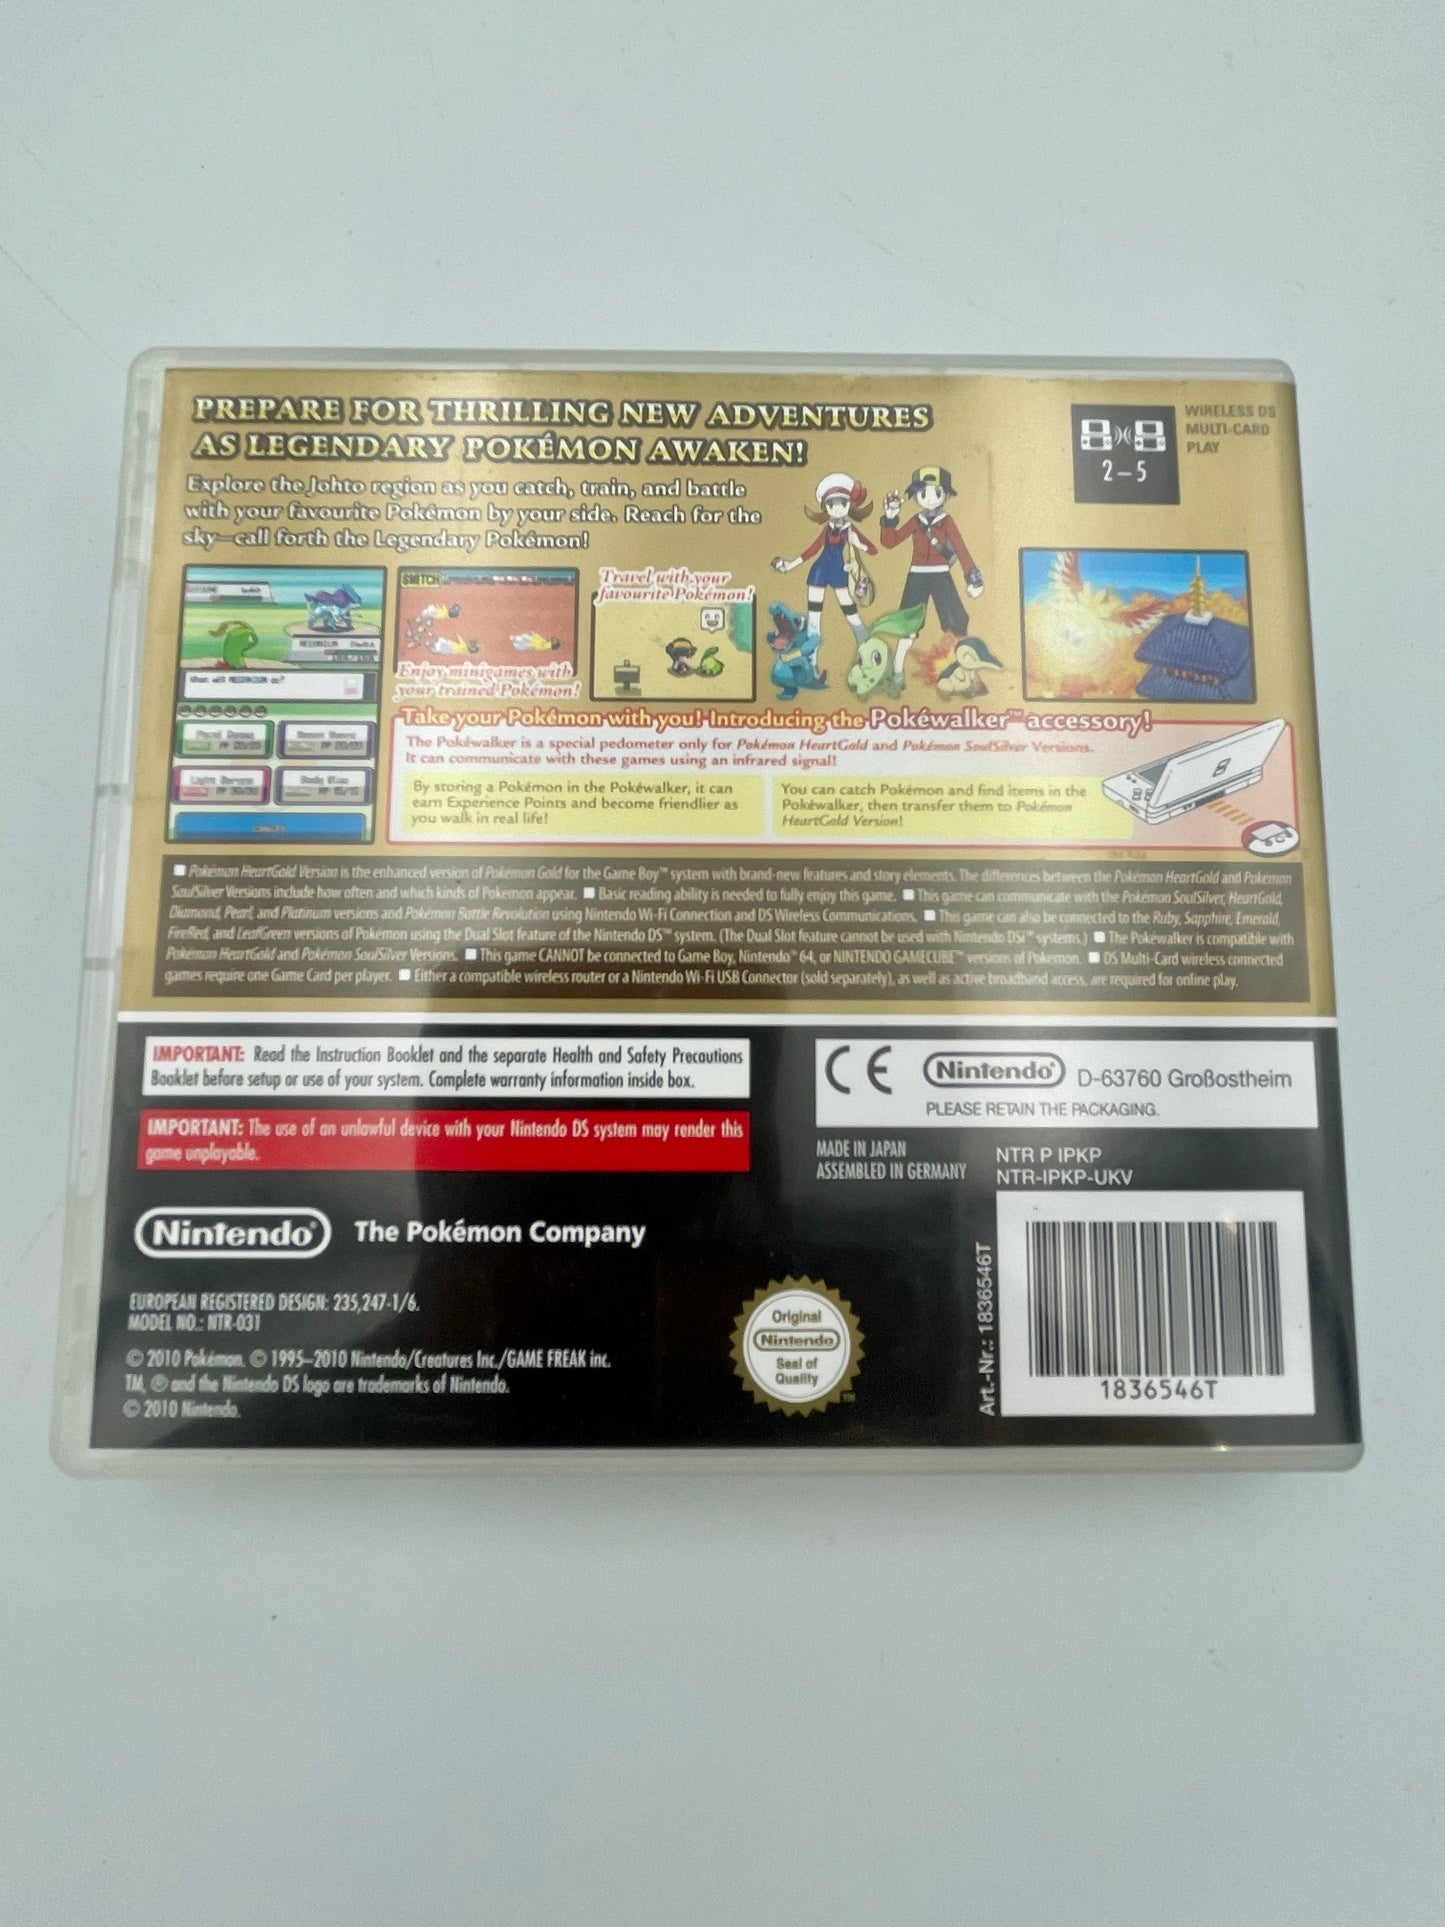 PREPARE FOR THRILLING NEW ADVENTURES
AS LEGENDARY POKÉMON AWAKEN!
Explore the Johto region as you catch, train, and battle
with your favourite Pokémon by your side. Reach for the
sky—call forth the Legendary Pokémon!
WIRELESS DS
MULTI-CARD
PLAY
2–5
SWITCH
Enjoy minigames with
your trained Pokémon!
Travel with your
favourite Pokémon!
Take your Pokémon with you! Introducing the Pokéwalker™ accessory!
The Pokéwalker is a special pedometer only for Pokémon HeartGold and Pokémon SoulSilver Versions.
It can communicate with these games using an infrared signal!
By storing a Pokémon in the Pokéwalker, it can
earn Experience Points and become friendlier as
you walk in real life!
You can catch Pokémon and find items in the
Pokéwalker, then transfer them to Pokémon
HeartGold Version!
■ Pokémon HeartGold Version is the enhanced version of Pokémon Gold for the Game Boy™ system with brand-new features and story elements. The differences between the Pokémon HeartGold and Pokémon
SoulSilver Versions include how often and which kinds of Pokémon appear. ■ Basic reading ability is needed to fully enjoy this game. ■ This game can communicate with the Pokémon SoulSilver, HeartGold,
Diamond, Pearl, and Platinum versions and Pokémon Battle Revolution using Nintendo Wi-Fi Connection and DS Wireless Communications. ■ This game can also be connected to the Ruby, Sapphire, Emerald,
FireRed, and LeafGreen versions of Pokémon using the Dual Slot feature of the Nintendo DS™ system. (The Dual Slot feature cannot be used with Nintendo DSi™ systems.) ■ The Pokéwalker is compatible with
Pokémon HeartGold and Pokémon SoulSilver Versions. ■ This game CANNOT be connected to Game Boy, Nintendo® 64, or NINTENDO GAMECUBE™ versions of Pokémon. ■ DS Multi-Card wireless connected
games require one Game Card per player. ■ Either a compatible wireless router or a Nintendo Wi-Fi USB Connector (sold separately), as well as active broadband access, are required for online play.
IMPORTANT: Read the Instruction Booklet and the separate Health and Safety Precautions
Booklet before setup or use of your system. Complete warranty information inside box.
IMPORTANT: The use of an unlawful device with your Nintendo DS system may render this
game unplayable.
CE Nintendo® D-63760 Großostheim
PLEASE RETAIN THE PACKAGING.
MADE IN JAPAN
ASSEMBLED IN GERMANY
NTR P IPKP
NTR-IPKP-UKV
Nintendo® The Pokémon Company
EUROPEAN REGISTERED DESIGN: 235,247-1/6.
MODEL NO.: NTR-031
© 2010 Pokémon. © 1995–2010 Nintendo/Creatures Inc./GAME FREAK inc.
TM, ® and the Nintendo DS logo are trademarks of Nintendo.
© 2010 Nintendo.
Original
Nintendo
Seal of
Quality
TM
Art.-Nr.: 1836546T
1836546T